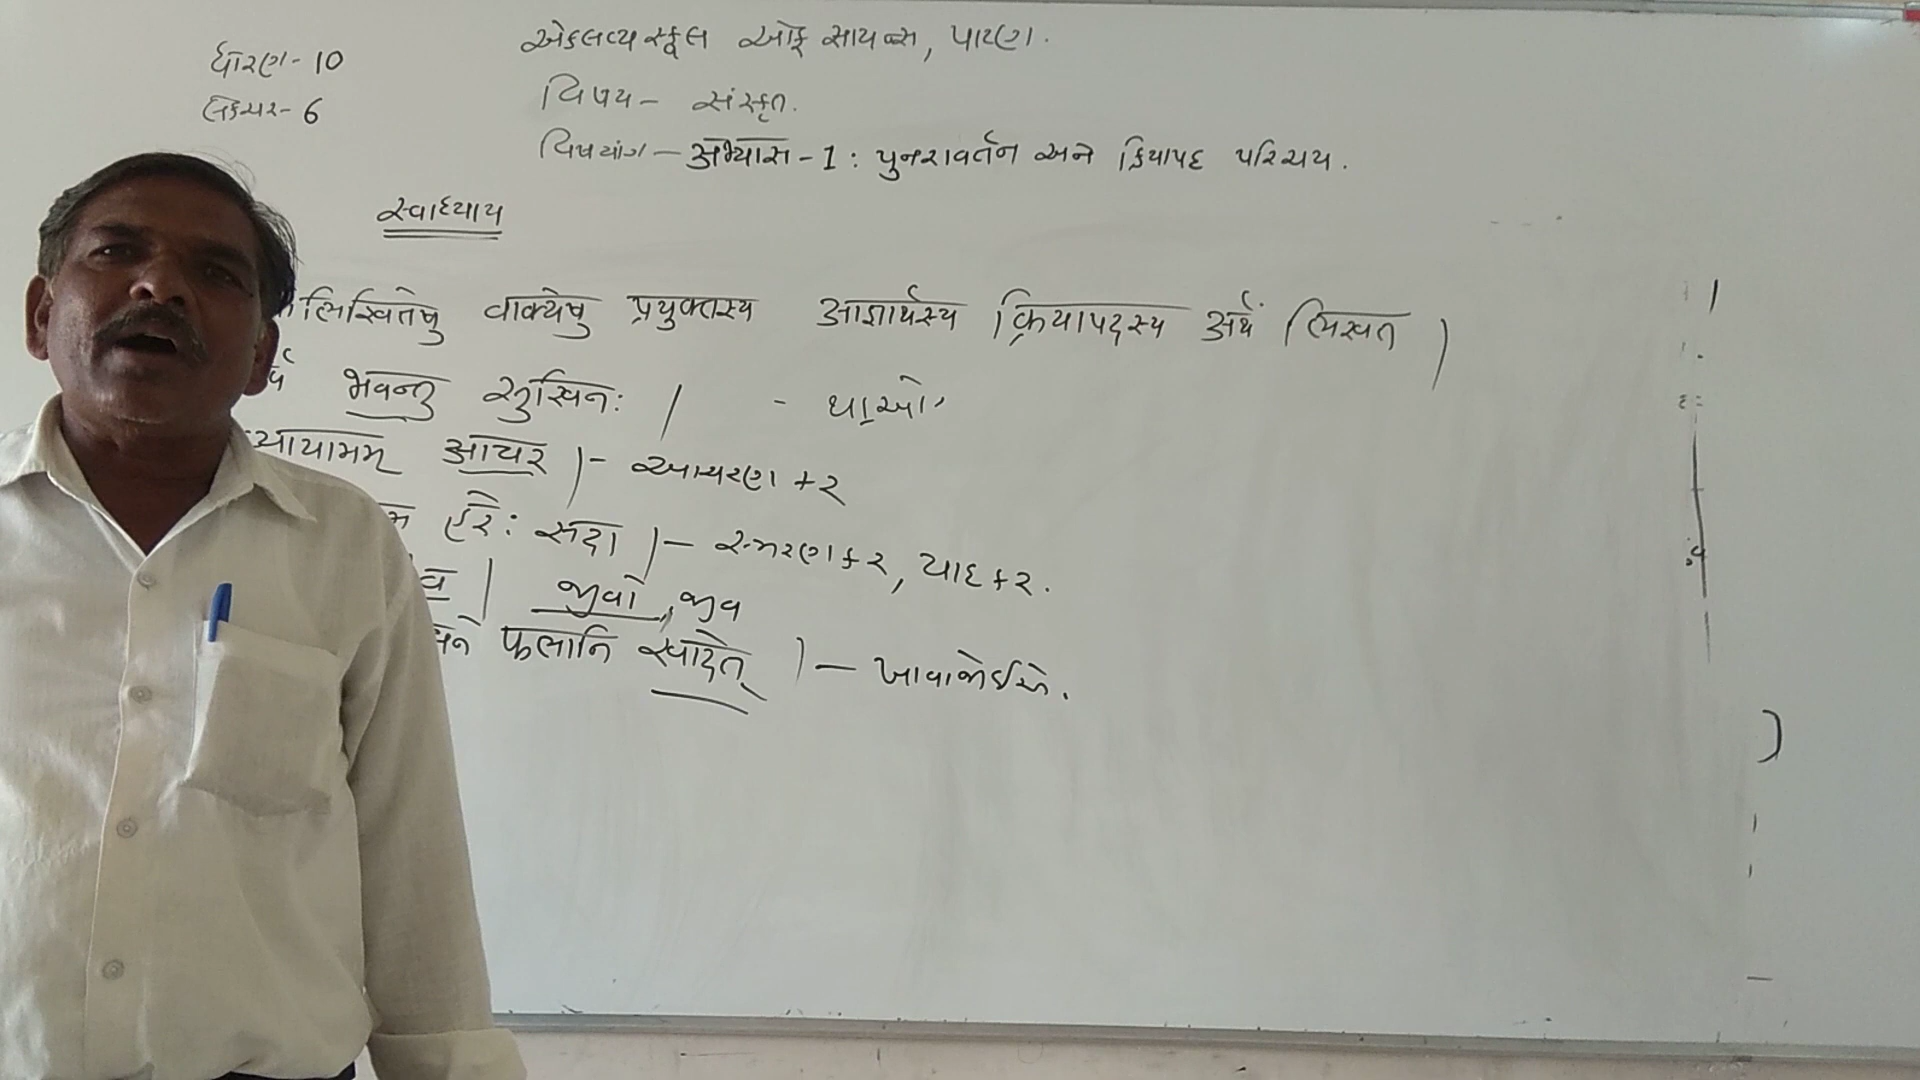 એકલવ્ય સ્કૂલ ઓફ સાયન્સ, પાટણ.
ધોરણ - 10
વિષય - સંસ્કૃત.
લેક્ચર - 6
વિષયાંગ - अभ्यास - 1 : પુનરાવર્તન અને ક્રિયાપદ પરિચય.
સ્વાધ્યાય
लिखितेषु वाक्येषु प्रयुक्तस्य आज्ञार्थस्य क्रियापदस्य अर्थं लिखत |
भवन्तु सुखिनः | - થાઓ
व्यायामम् आचर | - આચરણ કર
हरेः सदा | - સ્મરણ કર, યાદ કર.
व | જીવો, જીવ
फलानि खादेत् | - ખાવા જોઈએ.